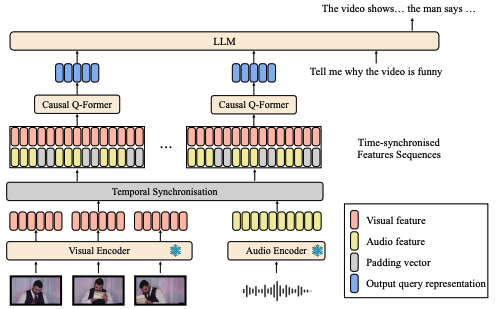 The video shows… the man says …
LLM
Tell me why the video is funny
Causal Q-Former
Causal Q-Former
...
Time-synchronised
Features Sequences
Temporal Synchronisation
Visual Encoder
Audio Encoder
Visual feature
Audio feature
Padding vector
Output query representation